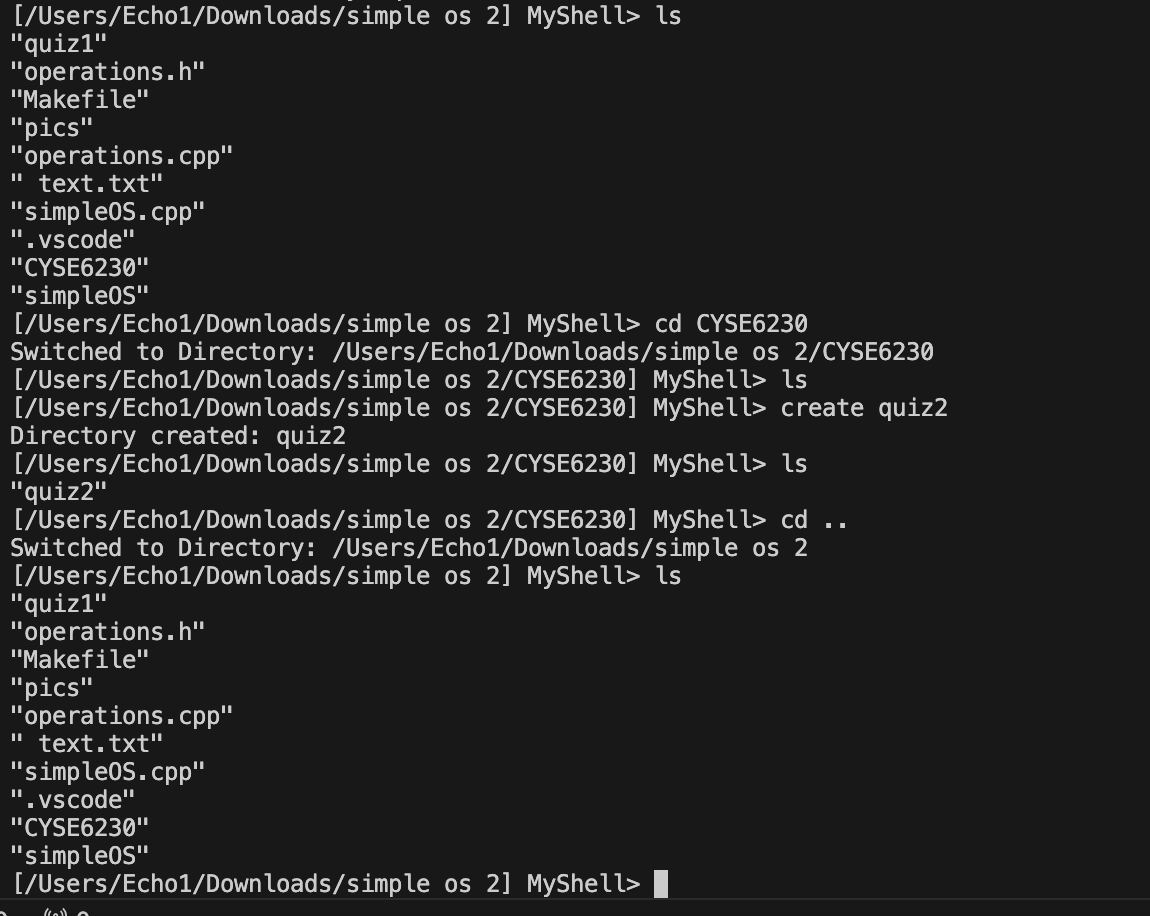 [/Users/Echo1/Downloads/simple os 2] MyShell> ls
"quiz1"
"operations.h"
"Makefile"
"pics"
"operations.cpp"
" text.txt"
"simpleOS.cpp"
".vscode"
"CYSE6230"
"simpleOS"
[/Users/Echo1/Downloads/simple os 2] MyShell> cd CYSE6230
Switched to Directory: /Users/Echo1/Downloads/simple os 2/CYSE6230
[/Users/Echo1/Downloads/simple os 2/CYSE6230] MyShell> ls
[/Users/Echo1/Downloads/simple os 2/CYSE6230] MyShell> create quiz2
Directory created: quiz2
[/Users/Echo1/Downloads/simple os 2/CYSE6230] MyShell> ls
"quiz2"
[/Users/Echo1/Downloads/simple os 2/CYSE6230] MyShell> cd ..
Switched to Directory: /Users/Echo1/Downloads/simple os 2
[/Users/Echo1/Downloads/simple os 2] MyShell> ls
"quiz1"
"operations.h"
"Makefile"
"pics"
"operations.cpp"
" text.txt"
"simpleOS.cpp"
".vscode"
"CYSE6230"
"simpleOS"
[/Users/Echo1/Downloads/simple os 2] MyShell>